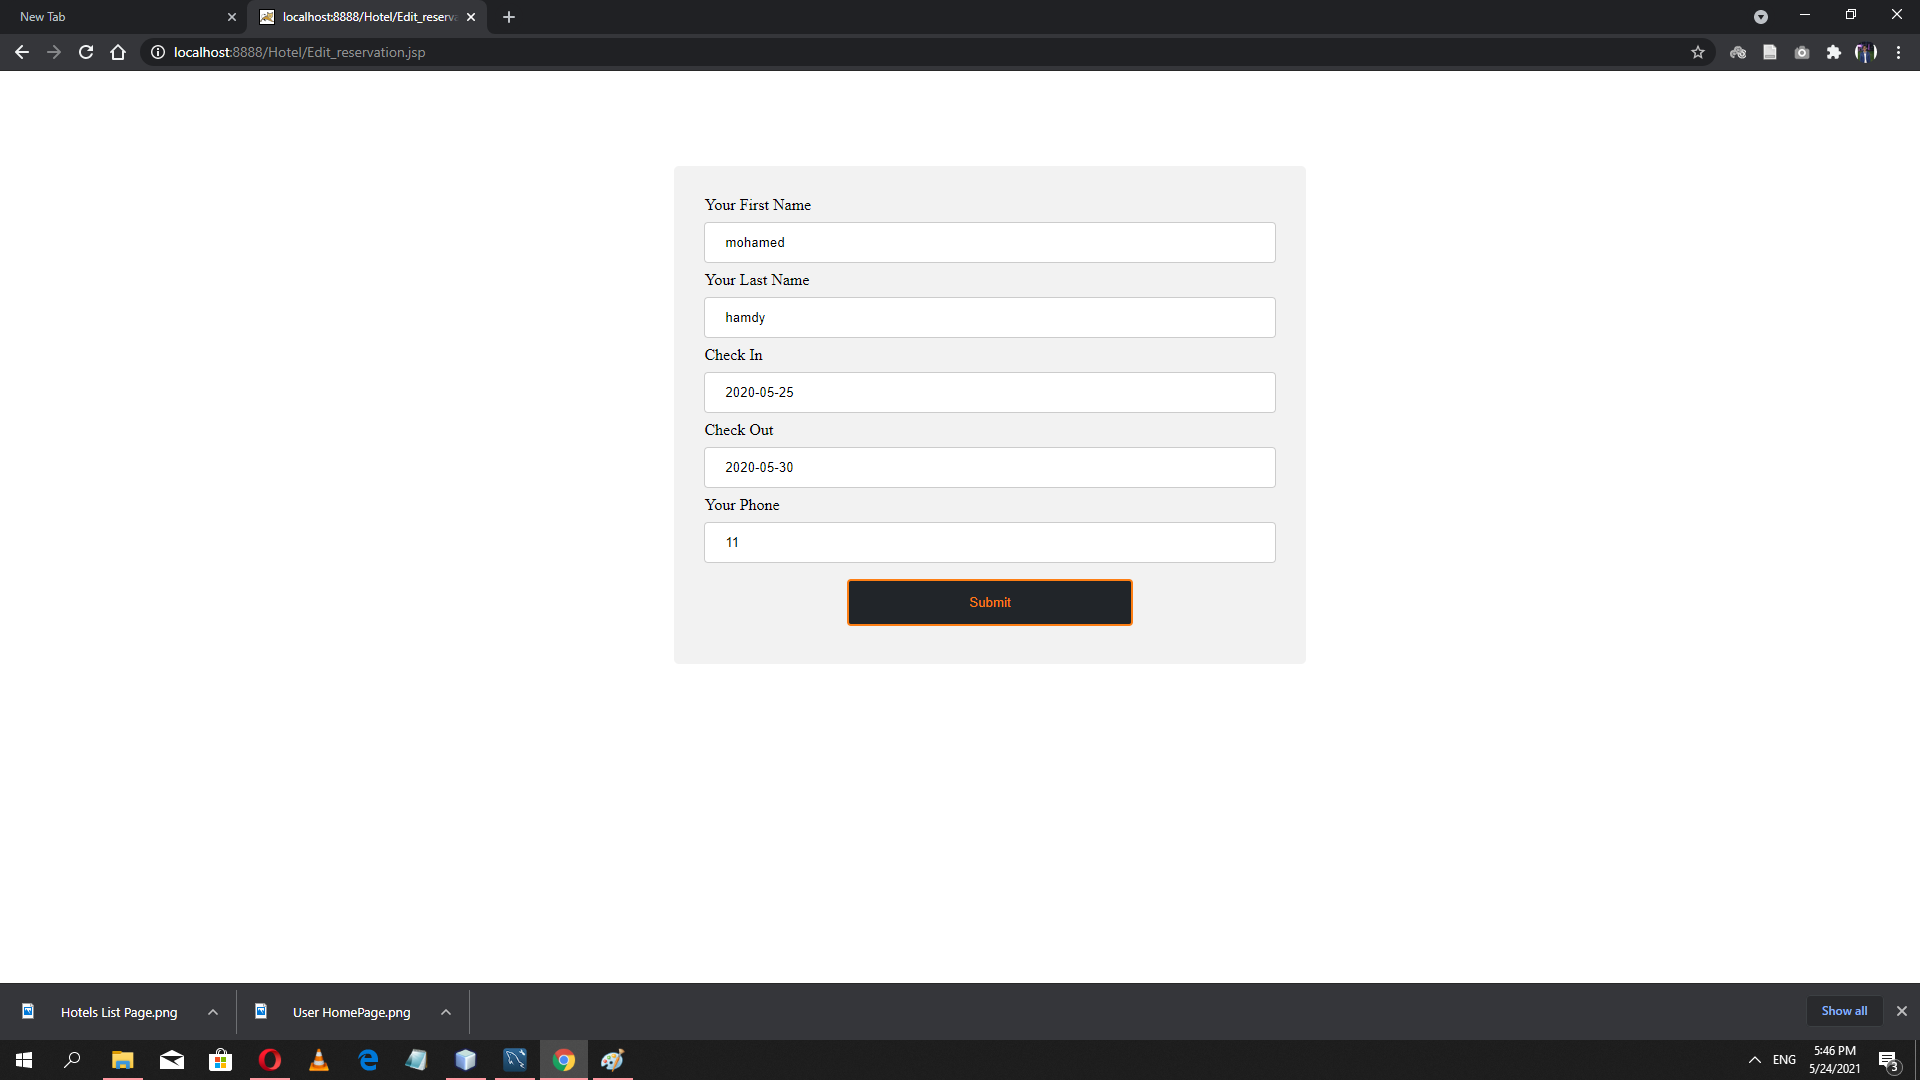 New Tab
localhost:8888/Hotel/Edit_reserva
localhost:8888/Hotel/Edit_reservation.jsp
Your First Name
mohamed
Your Last Name
hamdy
Check In
2020-05-25
Check Out
2020-05-30
Your Phone
11
Submit
Hotels List Page.png
User HomePage.png
Show all
ENG
5:46 PM
5/24/2021
3